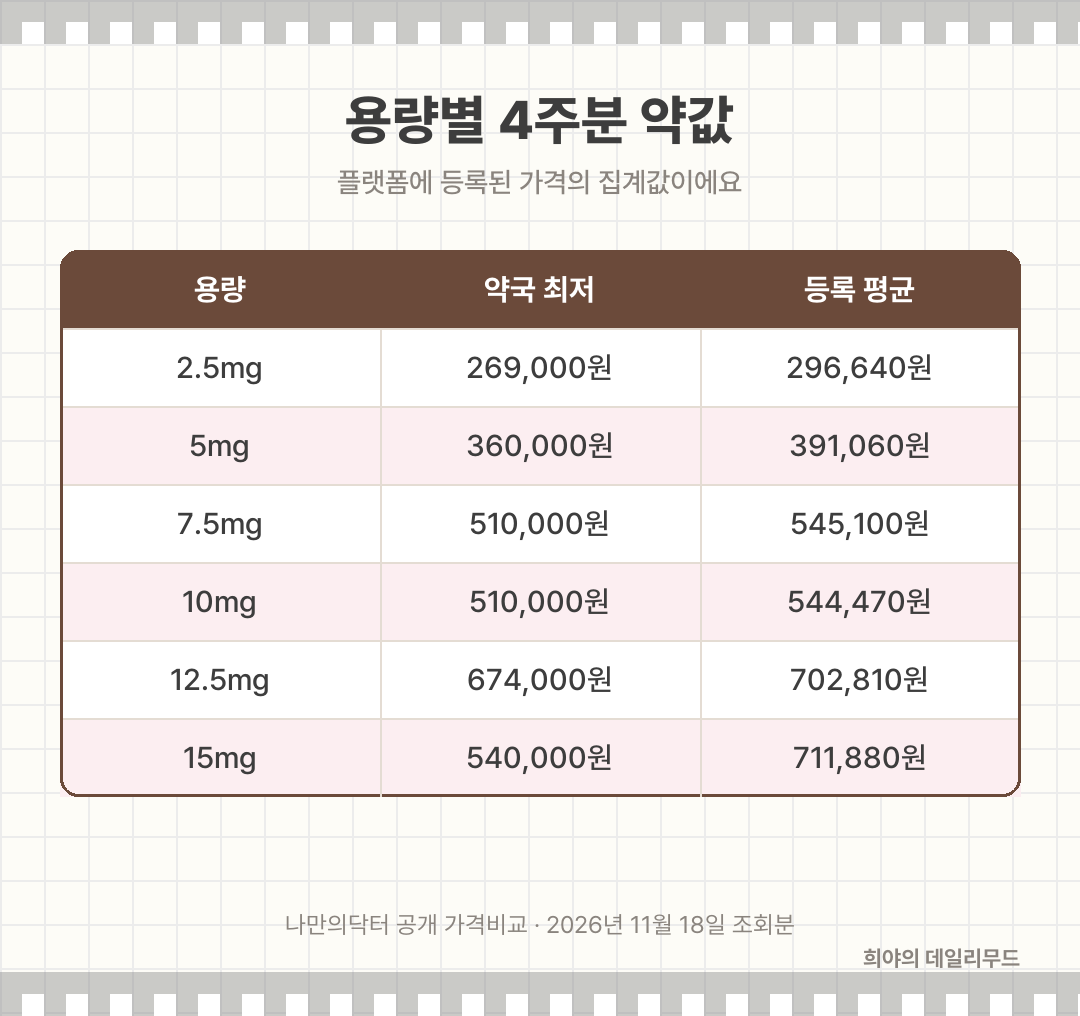 용량별 4주분 약값
플랫폼에 등록된 가격의 집계값이에요
용량 약국 최저 등록 평균
2.5mg 269,000원 296,640원
5mg 360,000원 391,060원
7.5mg 510,000원 545,100원
10mg 510,000원 544,470원
12.5mg 674,000원 702,810원
15mg 540,000원 711,880원
나만의닥터 공개 가격비교 · 2026년 11월 18일 조회분
희야의 데일리무드